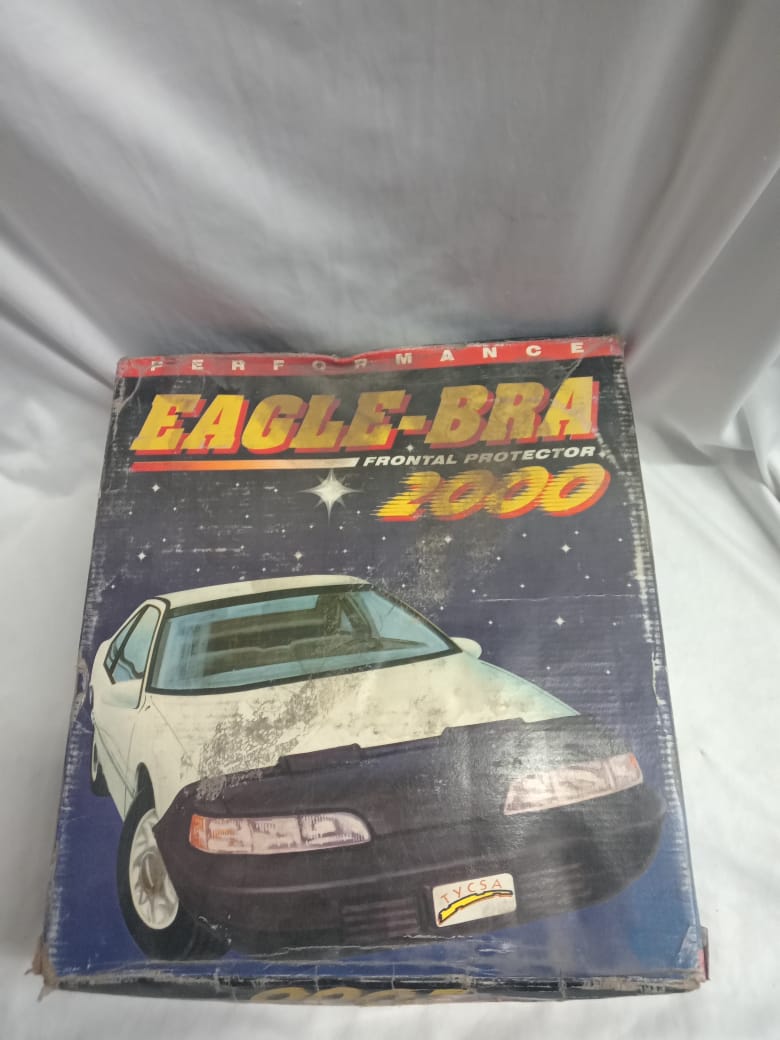 PERFORMANCE
EAGLE-BRA
FRONTAL PROTECTOR
2000
TYCSA